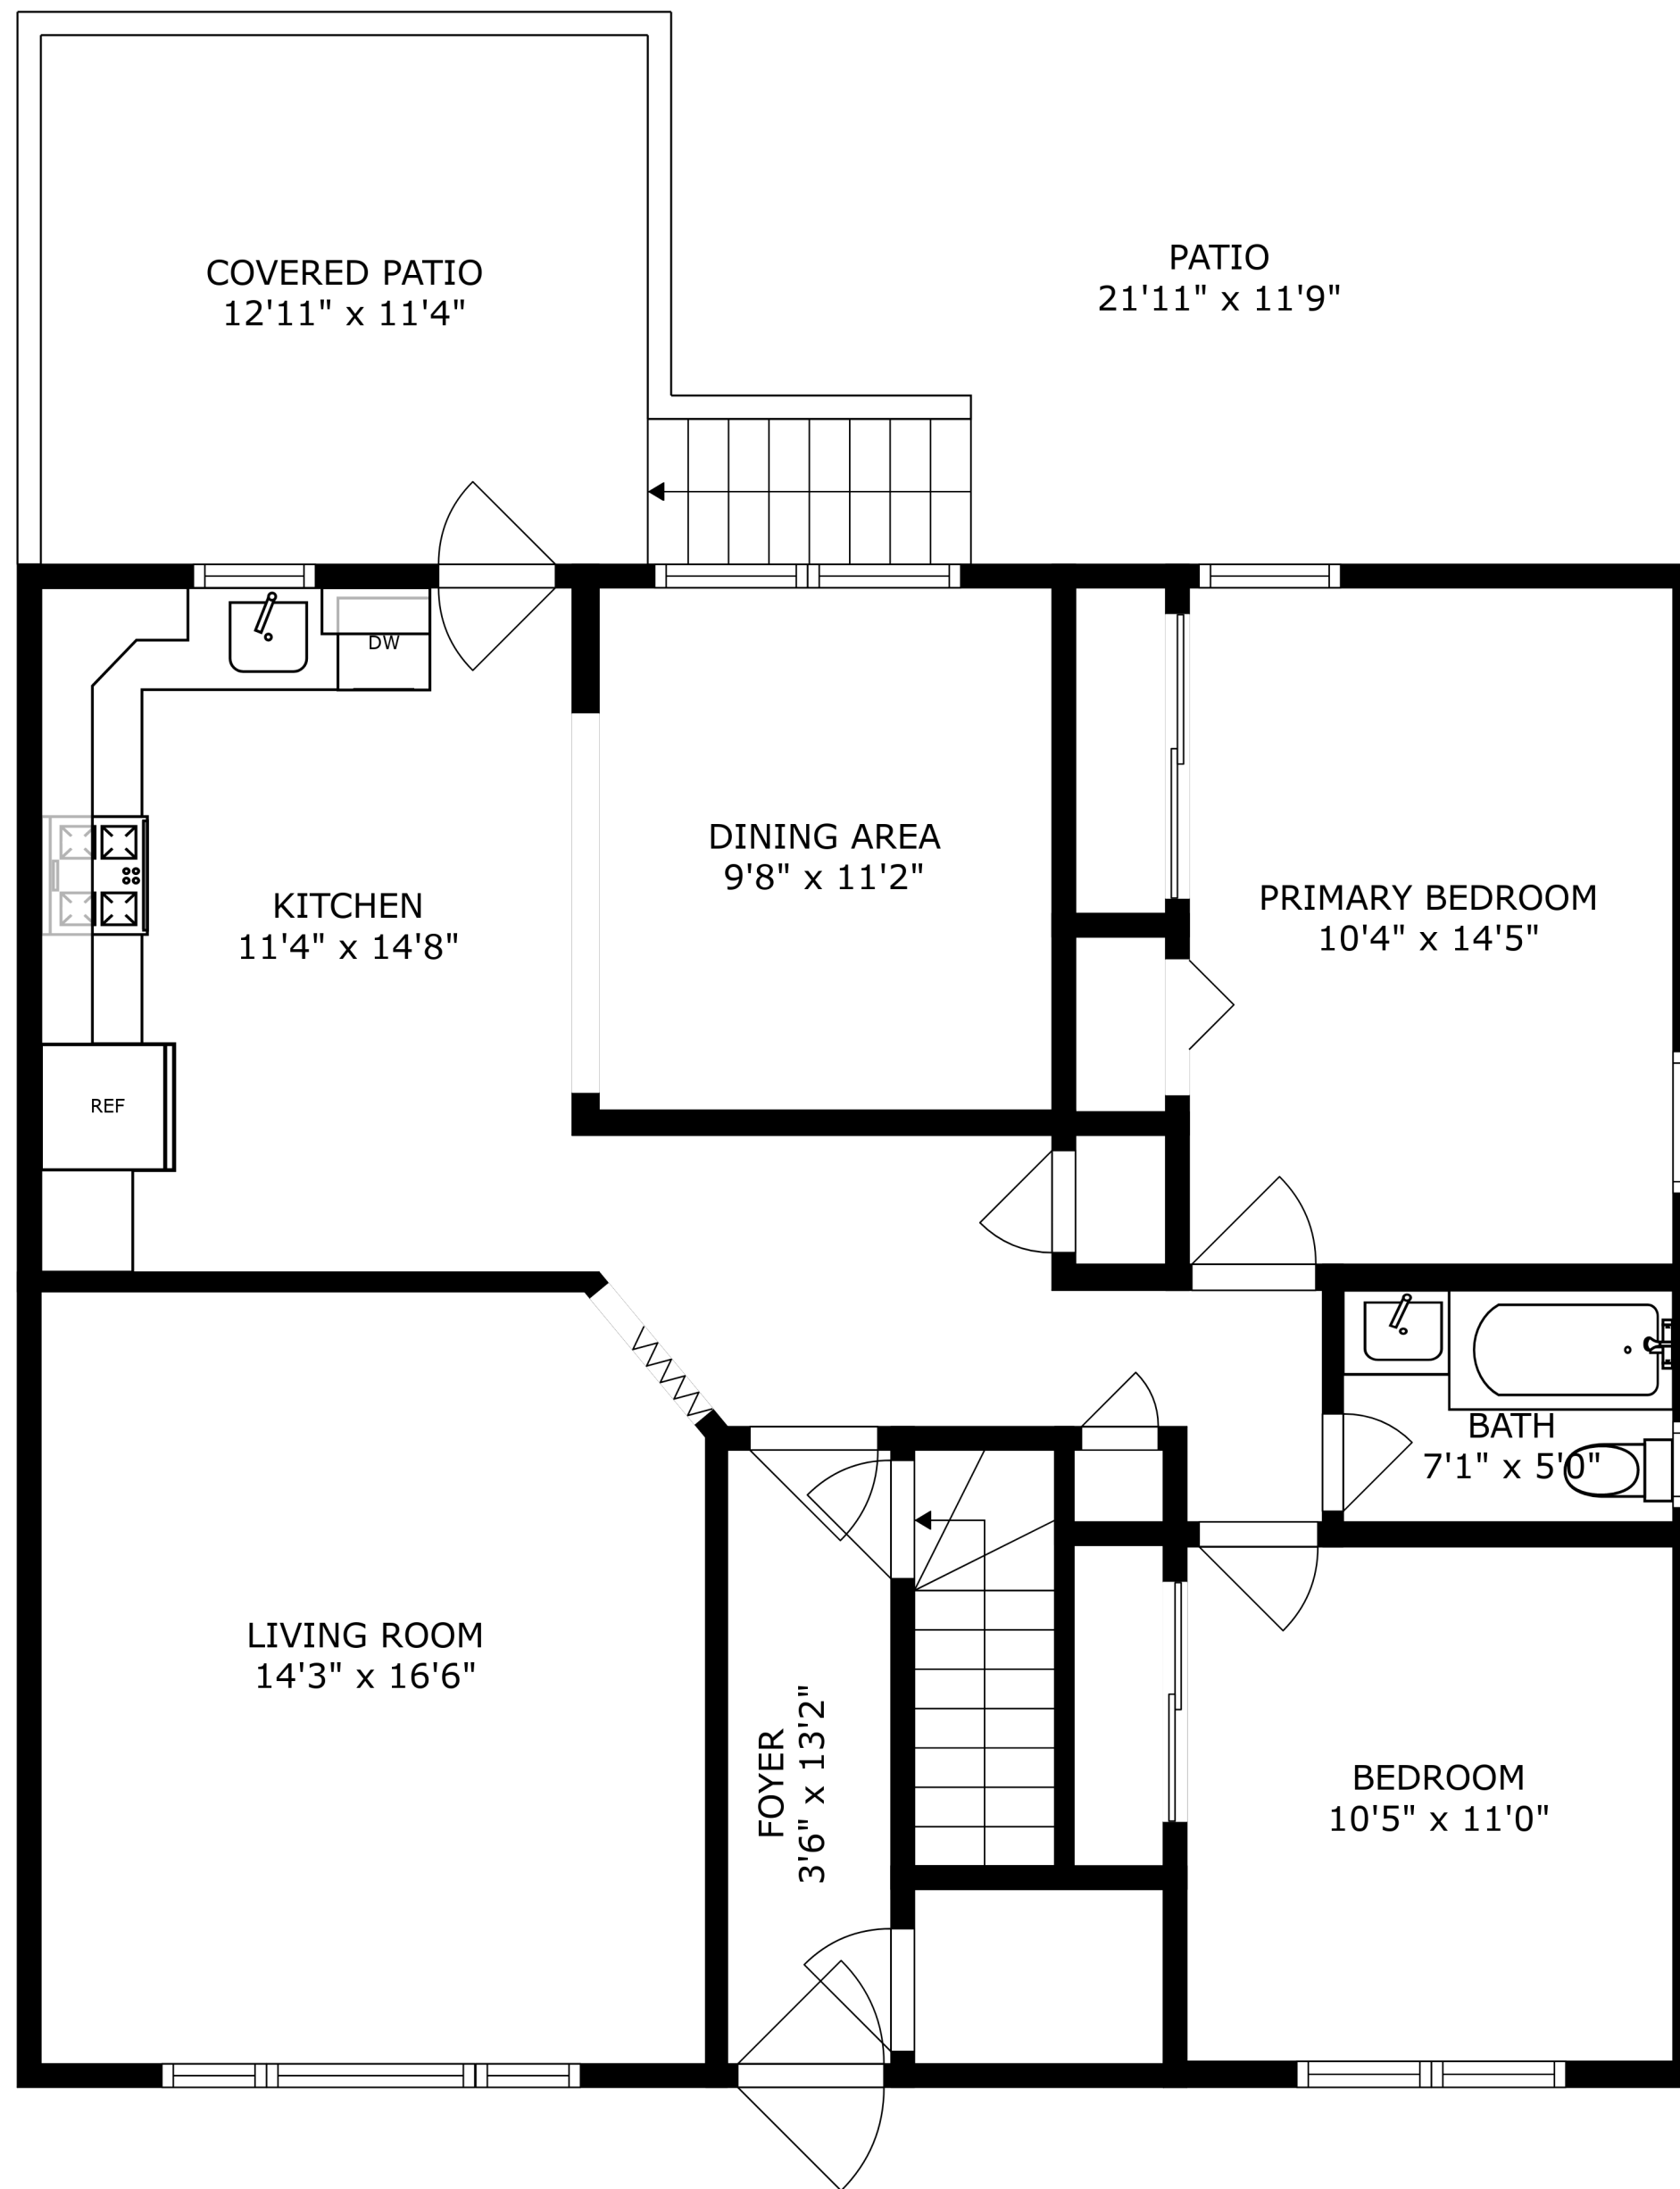 COVERED PATIO
12'11" x 11'4"
PATIO
21'11" x 11'9"
DW
DINING AREA
9'8" x 11'2"
KITCHEN
11'4" x 14'8"
PRIMARY BEDROOM
10'4" x 14'5"
REF
BATH
7'1" x 5'0"
LIVING ROOM
14'3" x 16'6"
FOYER
3'6" x 13'2"
BEDROOM
10'5" x 11'0"